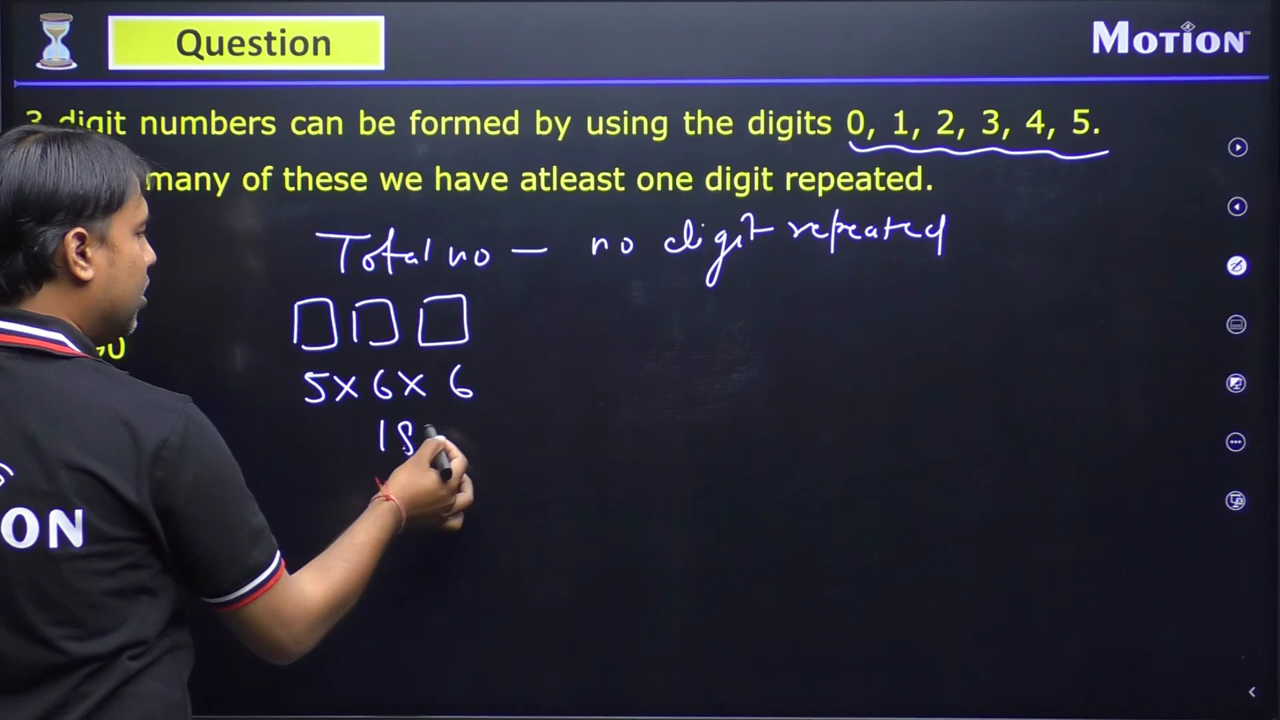 Question
MOTION
3 digit numbers can be formed by using the digits 0, 1, 2, 3, 4, 5.
many of these we have atleast one digit repeated.
Total no — no digit repeated
5 x 6 x 6
18
ON